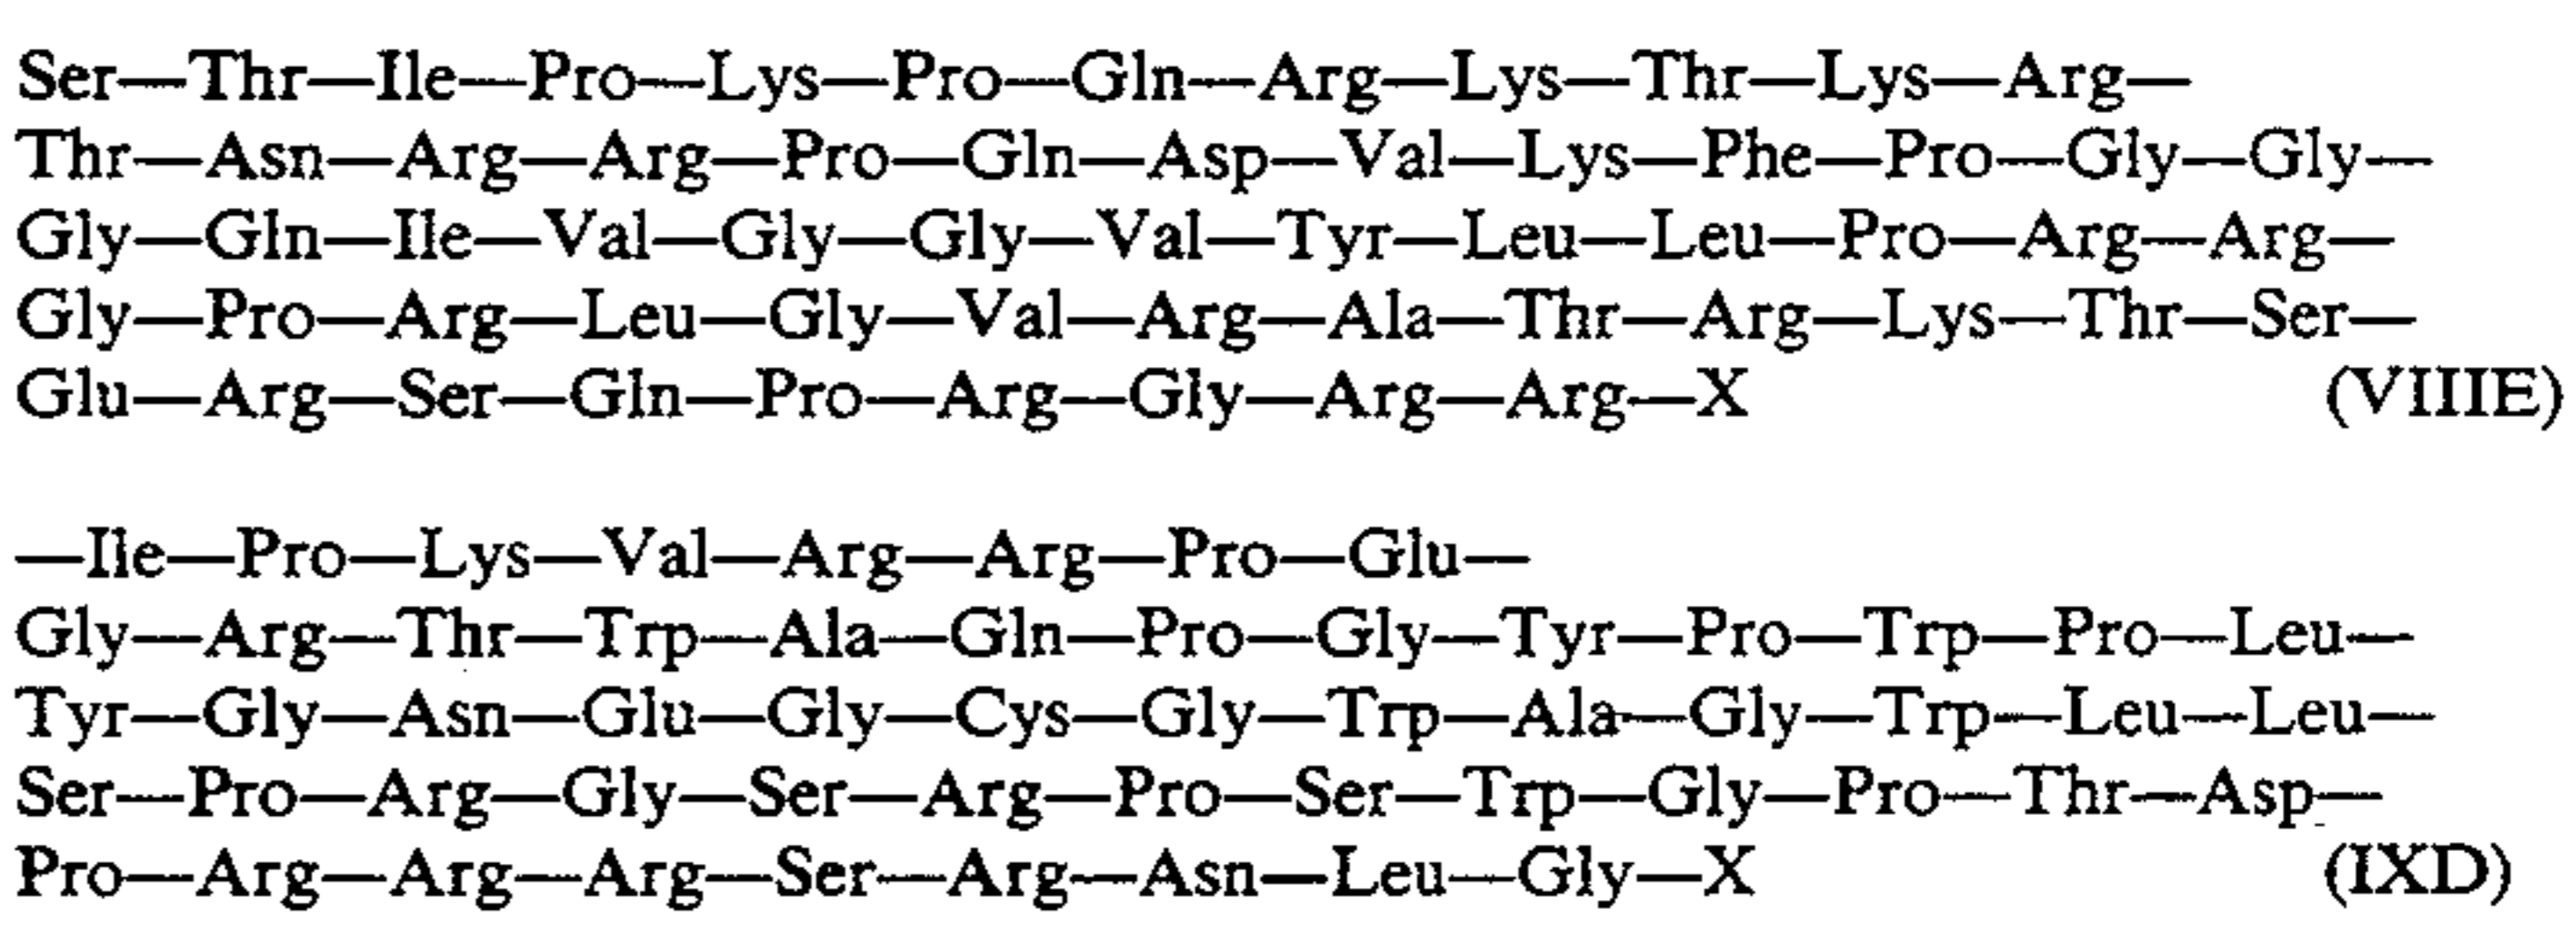 Ser—Thr—Ile—Pro—Lys—Pro—Gln—Arg—Lys—Thr—Lys—Arg—
Thr—Asn—Arg—Arg—Pro—Gln—Asp—Val—Lys—Phe—Pro—Gly—Gly—
Gly—Gln—Ile—Val—Gly—Gly—Val—Tyr—Leu—Leu—Pro—Arg—Arg—
Gly—Pro—Arg—Leu—Gly—Val—Arg—Ala—Thr—Arg—Lys—Thr—Ser—
Glu—Arg—Ser—Gln—Pro—Arg—Gly—Arg—Arg—X (VIIIE)
—Ile—Pro—Lys—Val—Arg—Arg—Pro—Glu—
Gly—Arg—Thr—Trp—Ala—Gln—Pro—Gly—Tyr—Pro—Trp—Pro—Leu—
Tyr—Gly—Asn—Glu—Gly—Cys—Gly—Trp—Ala—Gly—Trp—Leu—Leu—
Ser—Pro—Arg—Gly—Ser—Arg—Pro—Ser—Trp—Gly—Pro—Thr—Asp—
Pro—Arg—Arg—Arg—Ser—Arg—Asn—Leu—Gly—X (IXD)